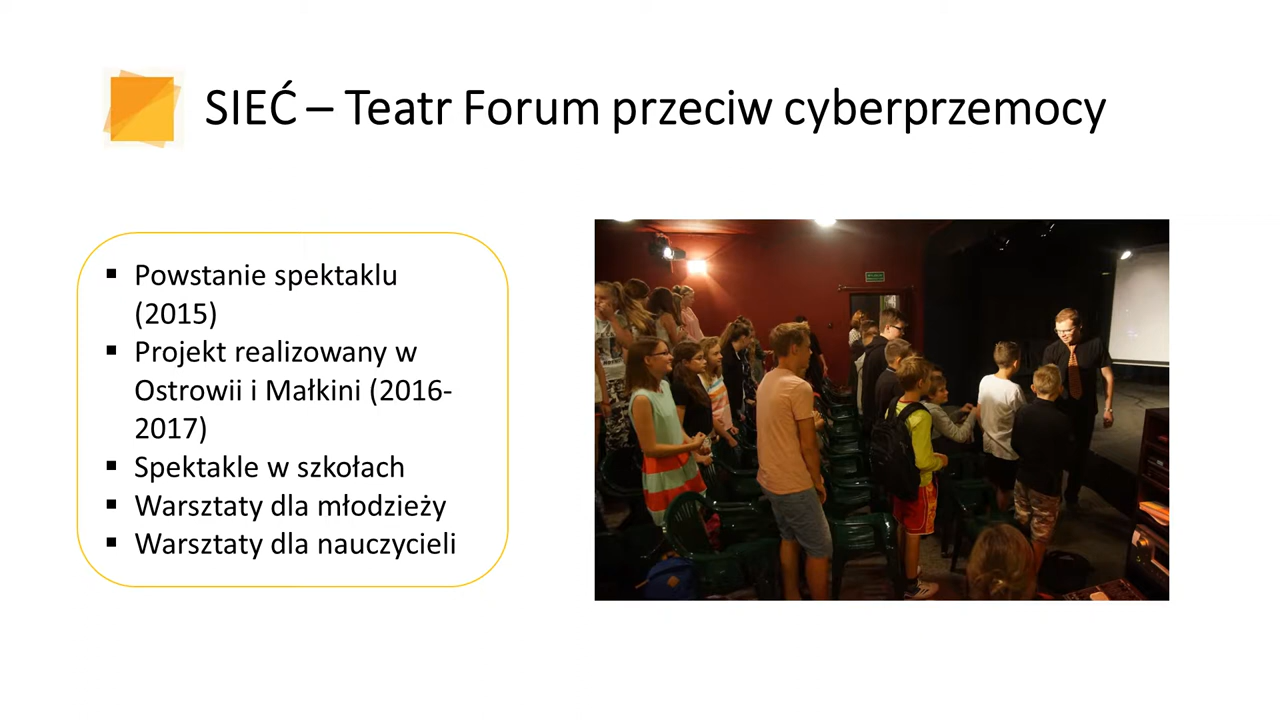 SIEĆ – Teatr Forum przeciw cyberprzemocy
▪ Powstanie spektaklu
(2015)
▪ Projekt realizowany w
Ostrowii i Małkini (2016-
2017)
▪ Spektakle w szkołach
▪ Warsztaty dla młodzieży
▪ Warsztaty dla nauczycieli